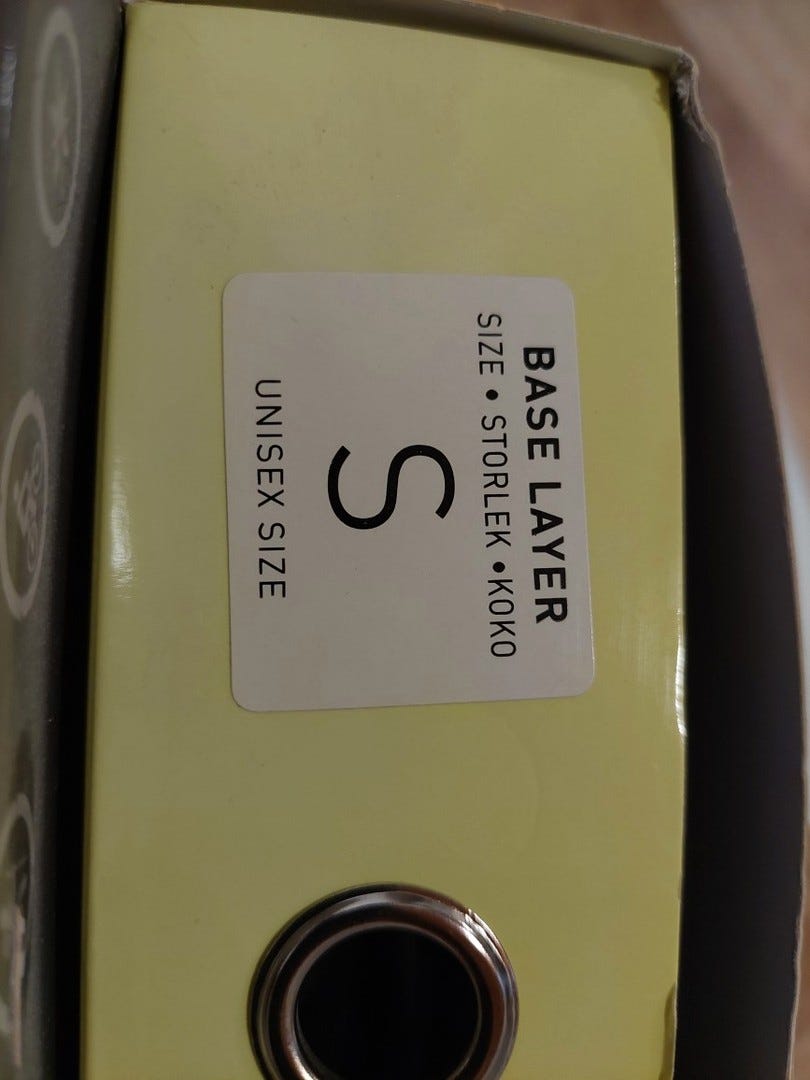 BASE LAYER
SIZE • STORLEK • KOKO
S
UNISEX SIZE